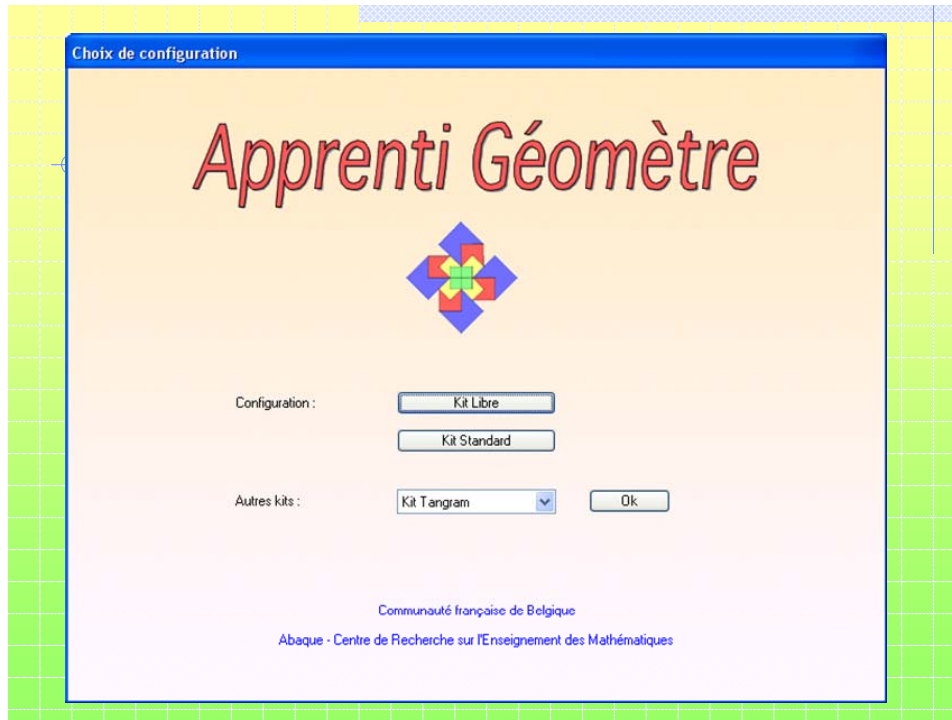 Choix de configuration
Apprenti Géomètre
Configuration :
Kit Libre
Kit Standard
Autres kits :
Kit Tangram
Ok
Communauté française de Belgique
Abaque - Centre de Recherche sur l'Enseignement des Mathématiques